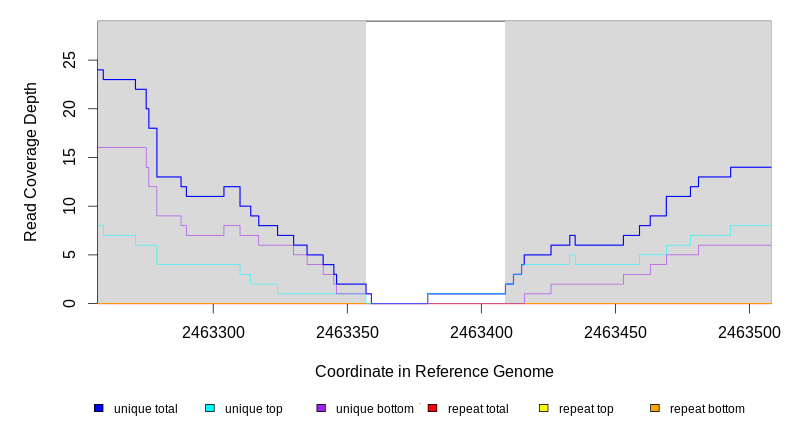 Read Coverage Depth
25
20
15
10
5
0
2463300 2463350 2463400 2463450 2463500
Coordinate in Reference Genome
unique total unique top unique bottom repeat total repeat top repeat bottom